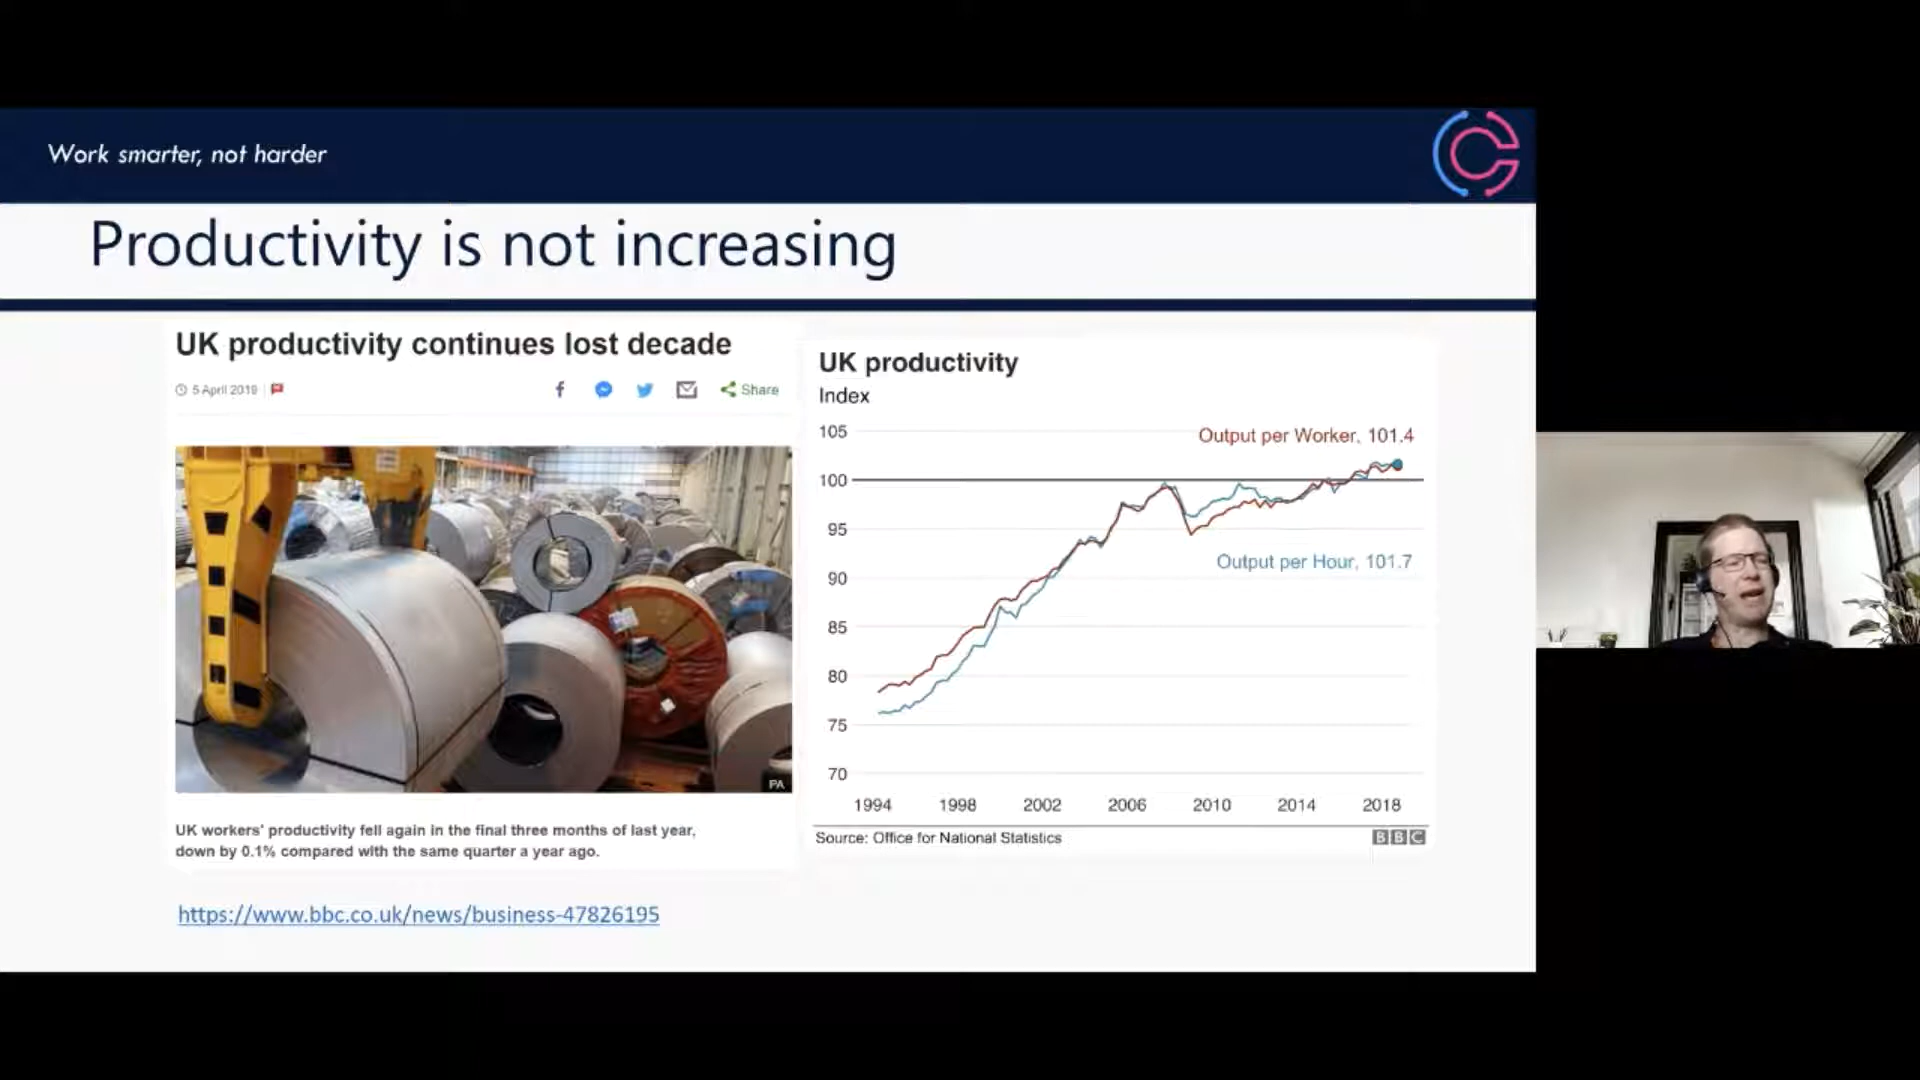 Work smarter, not harder
Productivity is not increasing
UK productivity continues lost decade
5 April 2019
Share
PA
UK workers' productivity fell again in the final three months of last year,
down by 0.1% compared with the same quarter a year ago.
https://www.bbc.co.uk/news/business-47826195
UK productivity
Index
105
Output per Worker, 101.4
100
95
Output per Hour, 101.7
90
85
80
75
70
1994 1998 2002 2006 2010 2014 2018
Source: Office for National Statistics
BBC